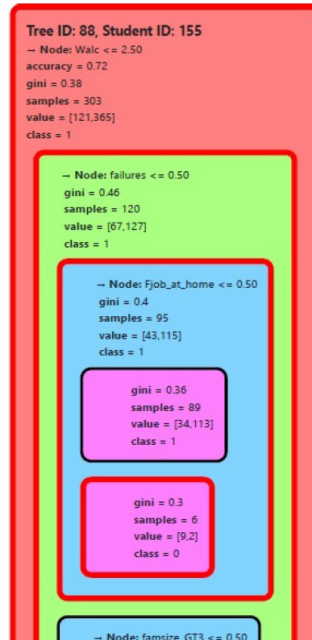 Tree ID: 88, Student ID: 155
→ Node: Walc <= 2.50
accuracy = 0.72
gini = 0.38
samples = 303
value = [121,365]
class = 1
→ Node: failures <= 0.50
gini = 0.46
samples = 120
value = [67,127]
class = 1
→ Node: Fjob_at_home <= 0.50
gini = 0.4
samples = 95
value = [43,115]
class = 1
gini = 0.36
samples = 89
value = [34,113]
class = 1
gini = 0.3
samples = 6
value = [9,2]
class = 0
→ Node: famsize_GT3 <= 0.50